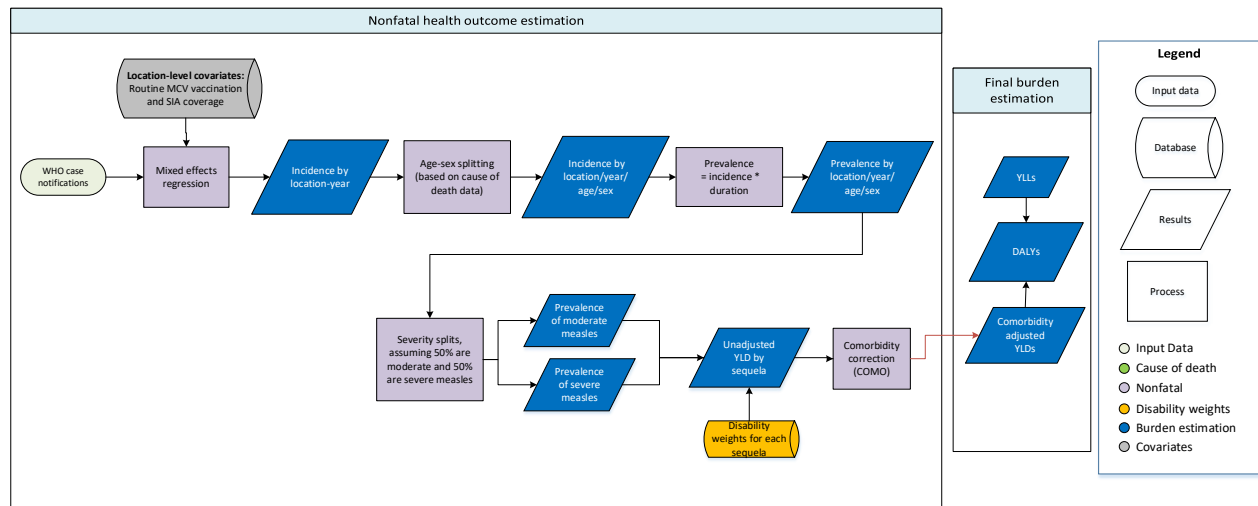 Nonfatal health outcome estimation
Location-level covariates:
Routine MCV vaccination
and SIA coverage
WHO case
notifications
Mixed effects
regression
Incidence by
location-year
Age-sex splitting
(based on cause of
death data)
Incidence by
location/year/
age/sex
Prevalence
= incidence *
duration
Prevalence by
location/year/
age/sex
Severity splits,
assuming 50% are
moderate and 50%
are severe measles
Prevalence
of moderate
measles
Prevalence
of severe
measles
Unadjusted
YLD by
sequela
Disability
weights for each
sequela
Comorbidity
correction
(COMO)
Final burden
estimation
YLLs
DALYs
Comorbidity
adjusted
YLDs
Legend
Input data
Database
Results
Process
Input Data
Cause of death
Nonfatal
Disability weights
Burden estimation
Covariates